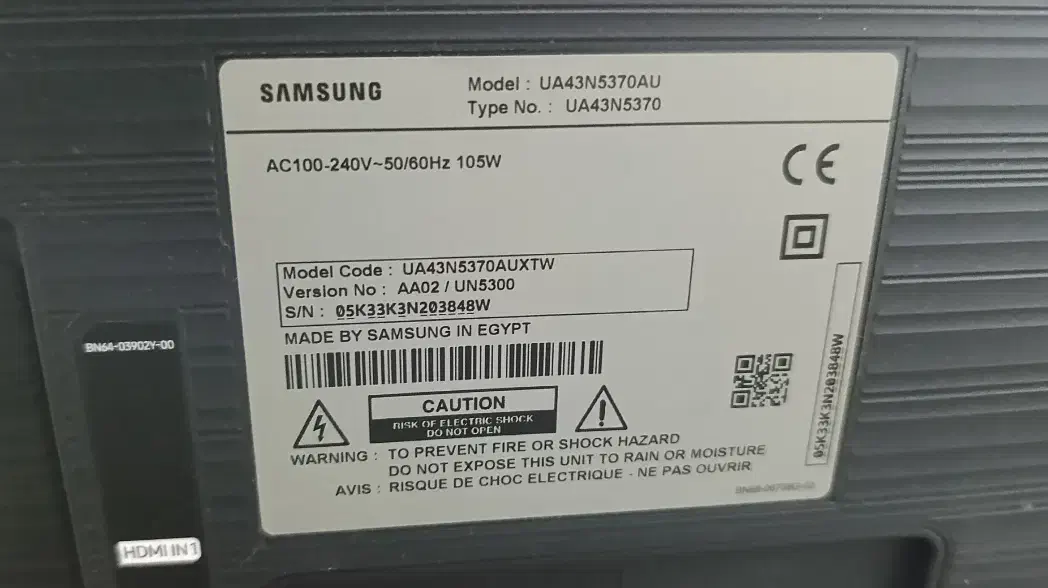 SAMSUNG
Model : UA43N5370AU
Type No. : UA43N5370
AC100-240V~50/60Hz 105W
CE
Model Code : UA43N5370AUXTW
Version No : AA02 / UN5300
S/N : 05K33K3N203848W
MADE BY SAMSUNG IN EGYPT
CAUTION
RISK OF ELECTRIC SHOCK
DO NOT OPEN
WARNING : TO PREVENT FIRE OR SHOCK HAZARD
DO NOT EXPOSE THIS UNIT TO RAIN OR MOISTURE
AVIS : RISQUE DE CHOC ELECTRIQUE - NE PAS OUVRIR
05K33K3N203848W
BN64-03902Y-00
HDMI IN 1